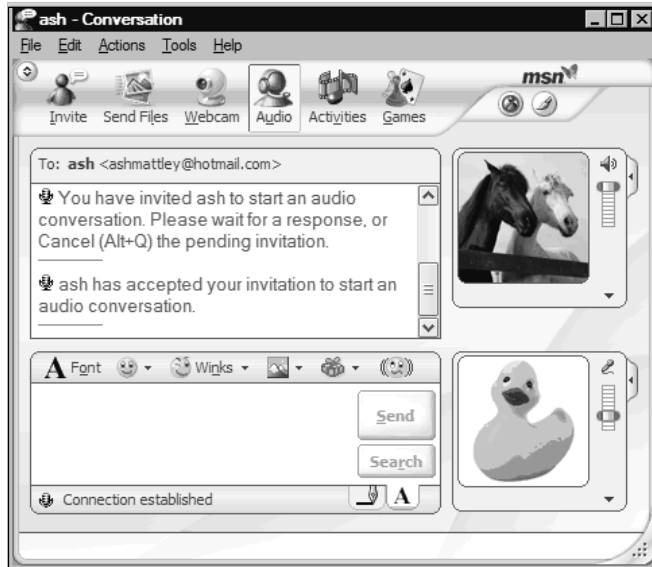 ash - Conversation
File Edit Actions Tools Help
msn
Invite Send Files Webcam Audio Activities Games
To: ash <ashmattley@hotmail.com>
You have invited ash to start an audio
conversation. Please wait for a response, or
Cancel (Alt+Q) the pending invitation.
ash has accepted your invitation to start an
audio conversation.
A Font Winks
Send
Search
Connection established
A